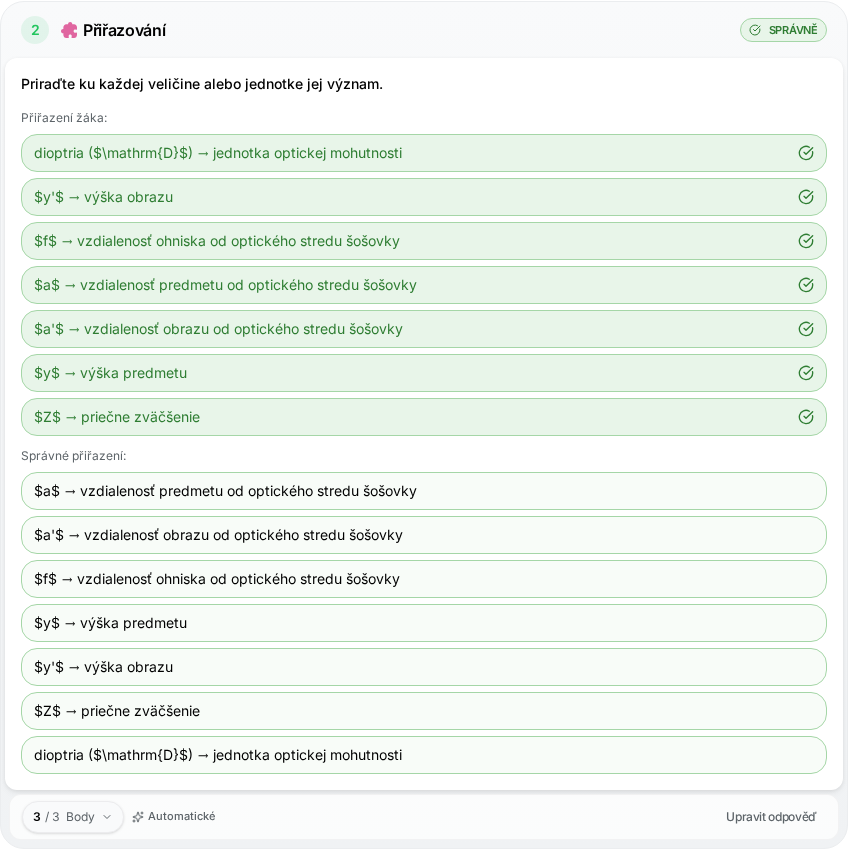 2 Přiřazování SPRÁVNĚ
Priraďte ku každej veličine alebo jednotke jej význam.
Přiřazení žáka:
dioptria ($\mathrm{D}$) → jednotka optickej mohutnosti
$y'$ → výška obrazu
$f$ → vzdialenosť ohniska od optického stredu šošovky
$a$ → vzdialenosť predmetu od optického stredu šošovky
$a'$ → vzdialenosť obrazu od optického stredu šošovky
$y$ → výška predmetu
$Z$ → priečne zväčšenie
Správné přiřazení:
$a$ → vzdialenosť predmetu od optického stredu šošovky
$a'$ → vzdialenosť obrazu od optického stredu šošovky
$f$ → vzdialenosť ohniska od optického stredu šošovky
$y$ → výška predmetu
$y'$ → výška obrazu
$Z$ → priečne zväčšenie
dioptria ($\mathrm{D}$) → jednotka optickej mohutnosti
3 / 3 Body Automatické Upravit odpověď